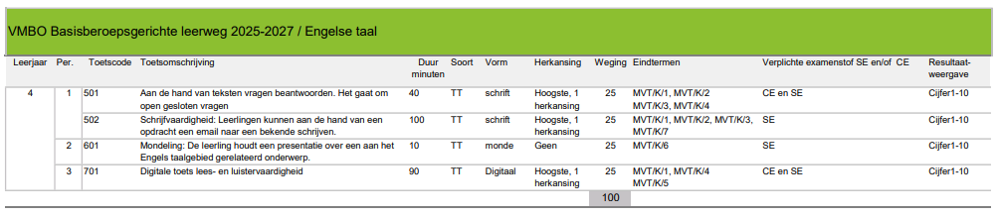 VMBO Basisberoepsgerichte leerweg 2025-2027 / Engelse taal
Leerjaar Per. Toetscode Toetsomschrijving Duur minuten Soort Vorm Herkansing Weging Eindtermen Verplichte examenstof SE en/of CE Resultaat-weergave
4 1 501 Aan de hand van teksten vragen beantwoorden. Het gaat om 40 TT schrift Hoogste, 1 25 MVT/K/1, MVT/K/2 CE en SE Cijfer1-10
open gesloten vragen herkansing MVT/K/3, MVT/K/4
502 Schrijfvaardigheid: Leerlingen kunnen aan de hand van een 100 TT schrift Hoogste, 1 25 MVT/K/1, MVT/K/2, MVT/K/3, SE Cijfer1-10
opdracht een email naar een bekende schrijven. herkansing MVT/K/7
2 601 Mondeling: De leerling houdt een presentatie over een aan het 10 TT monde Geen 25 MVT/K/6 SE Cijfer1-10
Engels taalgebied gerelateerd onderwerp.
3 701 Digitale toets lees- en luistervaardigheid 90 TT Digitaal Hoogste, 1 25 MVT/K/1, MVT/K/4 CE en SE Cijfer1-10
herkansing MVT/K/5
100